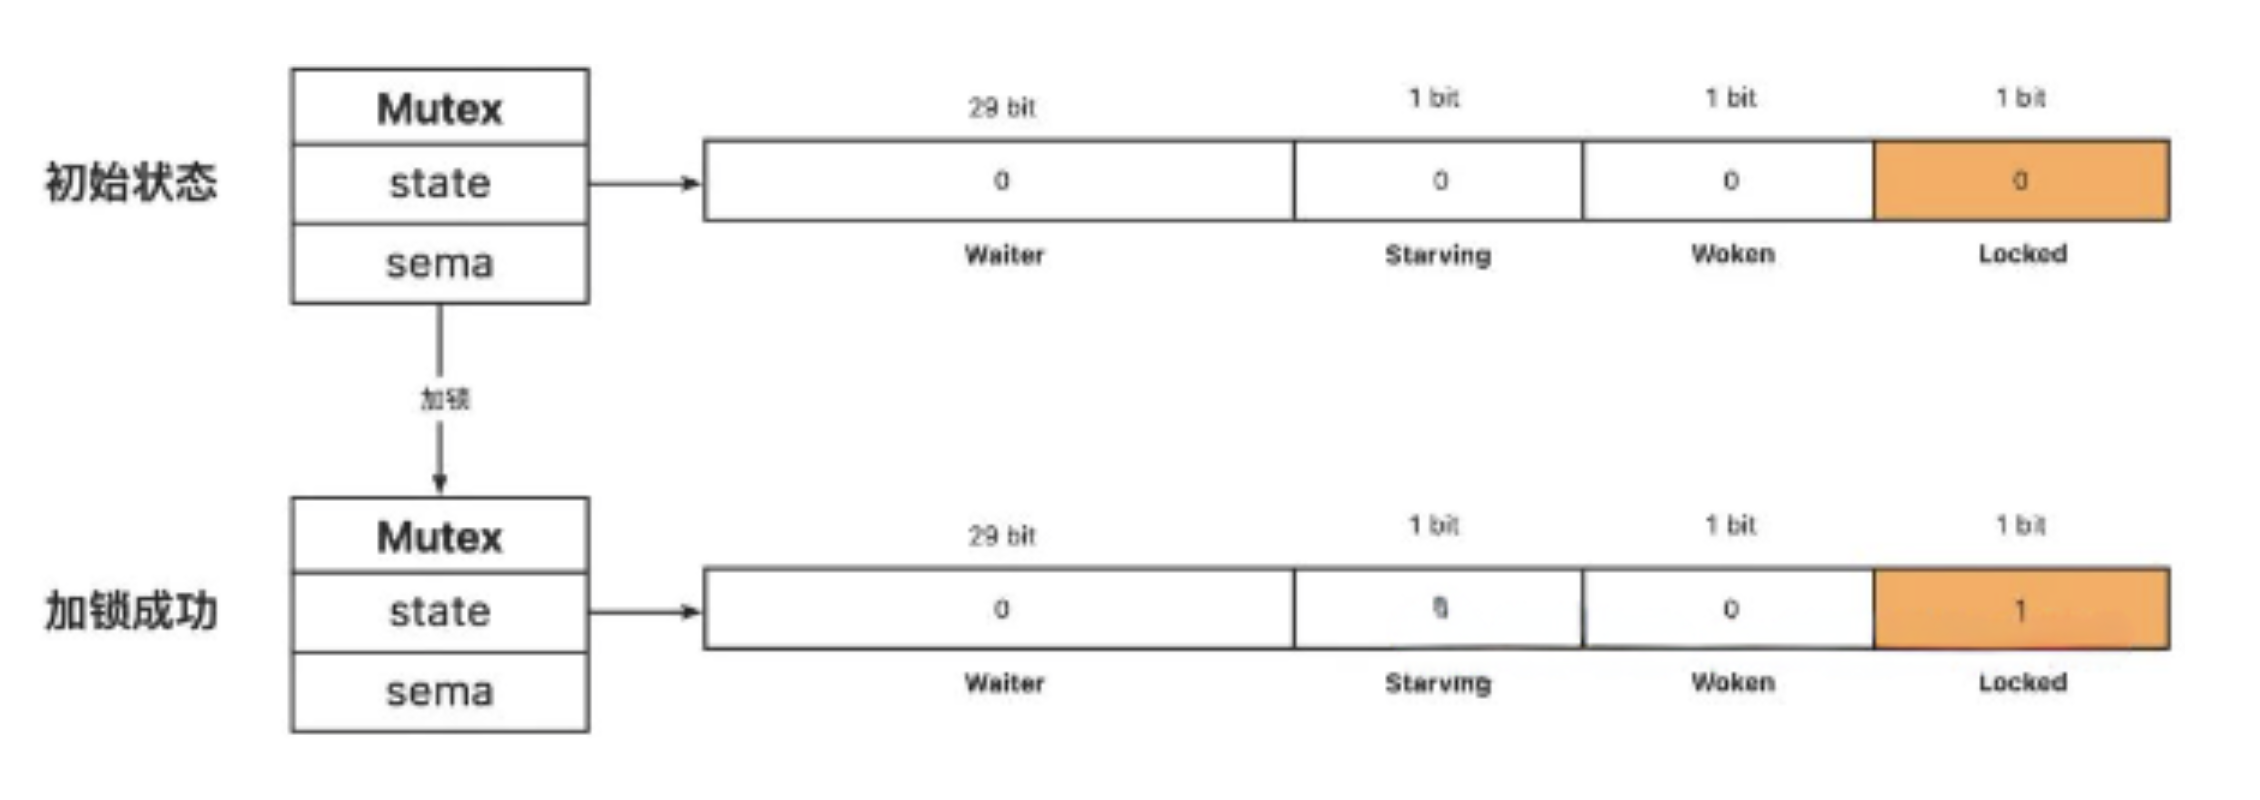 29 bit 1 bit 1 bit 1 bit
Mutex
初始状态 state 0 0 0 0
sema Waiter Starving Woken Locked
加锁
29 bit 1 bit 1 bit 1 bit
Mutex
加锁成功 state 0 0 1
sema Waiter Starving Woken Locked